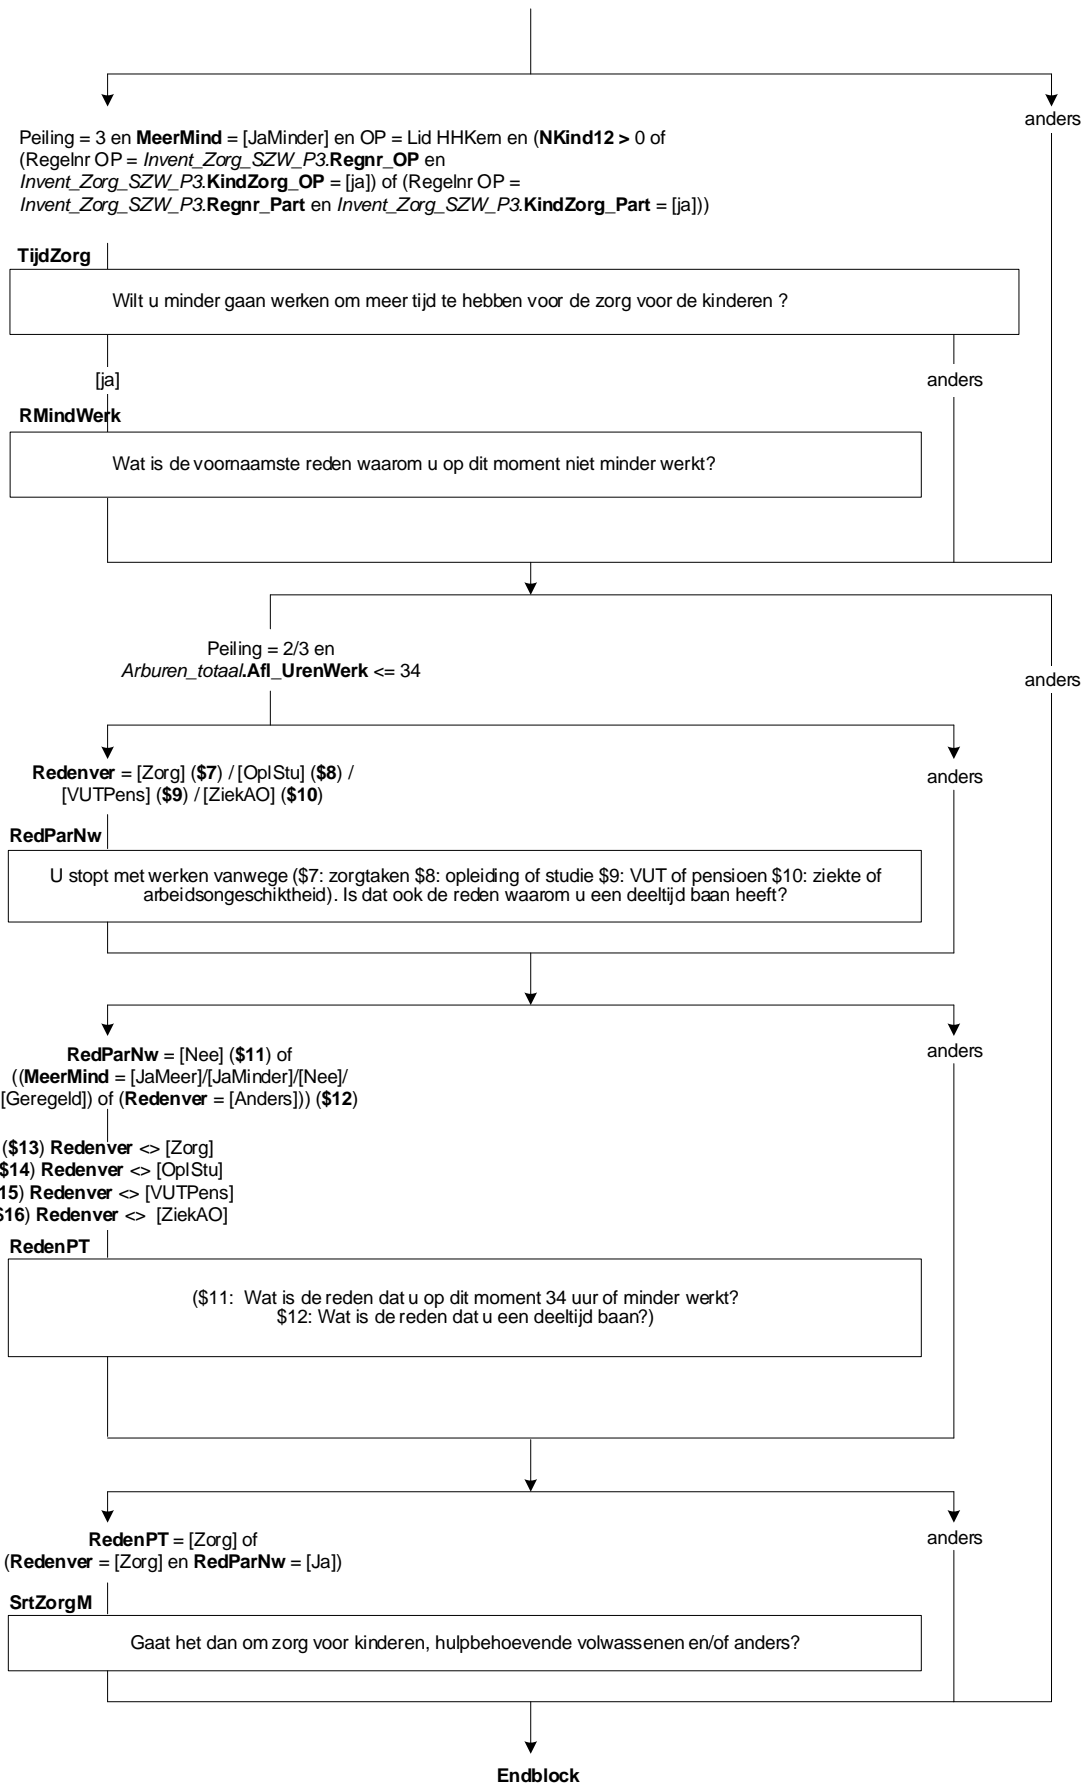 anders
Peiling = 3 en MeerMind = [JaMinder] en OP = Lid HHKern en (NKind12 > 0 of
(Regelnr OP = Invent_Zorg_SZW_P3.Regnr_OP en
Invent_Zorg_SZW_P3.KindZorg_OP = [ja]) of (Regelnr OP =
Invent_Zorg_SZW_P3.Regnr_Part en Invent_Zorg_SZW_P3.KindZorg_Part = [ja]))
TijdZorg
Wilt u minder gaan werken om meer tijd te hebben voor de zorg voor de kinderen ?
[ja]
anders
RMindWerk
Wat is de voornaamste reden waarom u op dit moment niet minder werkt?
Peiling = 2/3 en
Arburen_totaal.Afl_UrenWerk <= 34
anders
Redenver = [Zorg] ($7) / [OplStu] ($8) /
[VUTPens] ($9) / [ZiekAO] ($10)
anders
RedParNw
U stopt met werken vanwege ($7: zorgtaken $8: opleiding of studie $9: VUT of pensioen $10: ziekte of
arbeidsongeschiktheid). Is dat ook de reden waarom u een deeltijd baan heeft?
RedParNw = [Nee] ($11) of
((MeerMind = [JaMeer]/[JaMinder]/[Nee]/
[Geregeld]) of (Redenver = [Anders])) ($12)
anders
($13) Redenver <> [Zorg]
$14) Redenver <> [OplStu]
15) Redenver <> [VUTPens]
$16) Redenver <> [ZiekAO]
RedenPT
($11: Wat is de reden dat u op dit moment 34 uur of minder werkt?
$12: Wat is de reden dat u een deeltijd baan?)
RedenPT = [Zorg] of
(Redenver = [Zorg] en RedParNw = [Ja])
anders
SrtZorgM
Gaat het dan om zorg voor kinderen, hulpbehoevende volwassenen en/of anders?
Endblock